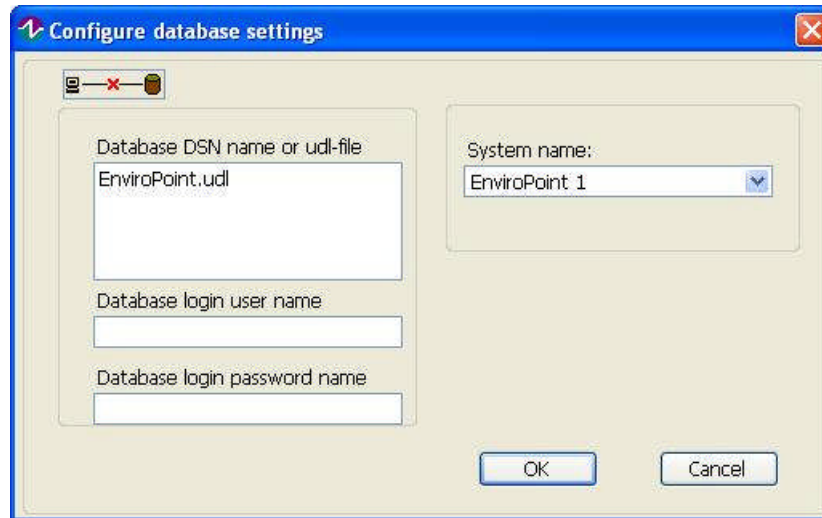 Configure database settings
Database DSN name or udl-file
EnviroPoint.udl
Database login user name
Database login password name
System name:
EnviroPoint 1
OK
Cancel